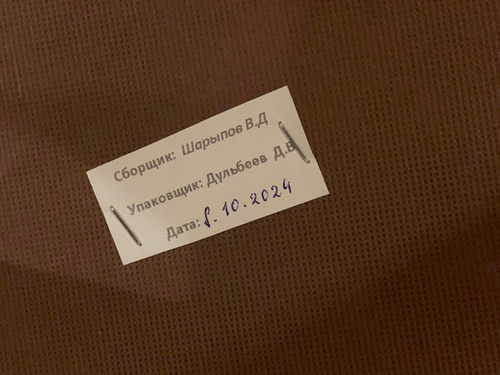 Сборщик: Шарыпов В.Д
Упаковщик: Дульбеев Д.В
Дата: 8.10.2024